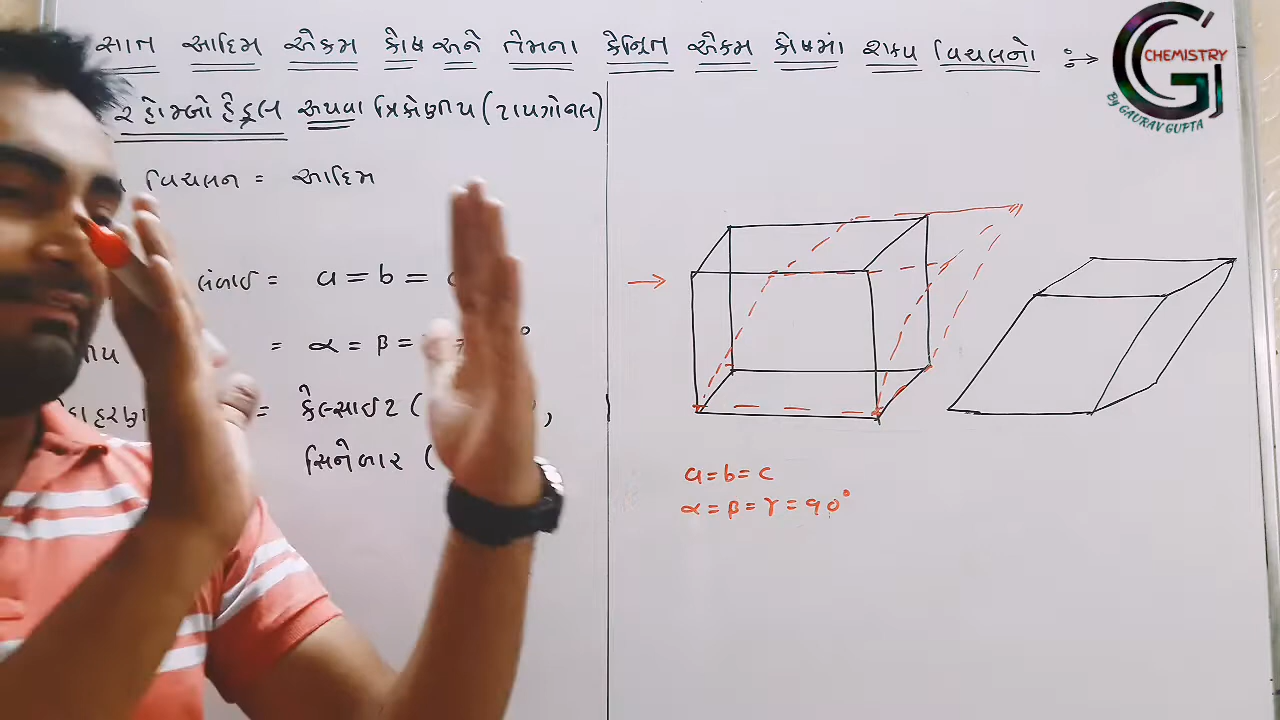 સાત આદિમ એકમ કોષ અને તેમના કેન્દ્રિત એકમ કોષમાં શક્ય વિચલનો :→
CHEMISTRY
G
By GAURAV GUPTA
રહોમ્બોહેડ્રલ અથવા ત્રિકોણીય (ટ્રાયગોનલ)
વિચલન = આદિમ
લંબાઈ = a = b =
= α = β =
= કેલ્સાઈટ (
સિનેબાર (
a = b = c
α = β = γ = 90°